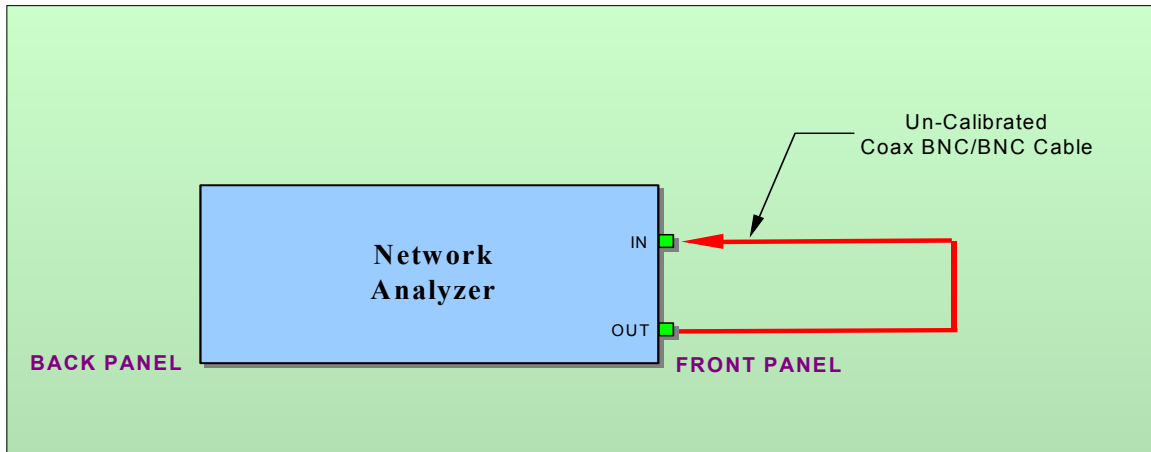 Un-Calibrated
Coax BNC/BNC Cable
IN
Network
Analyzer
OUT
BACK PANEL
FRONT PANEL